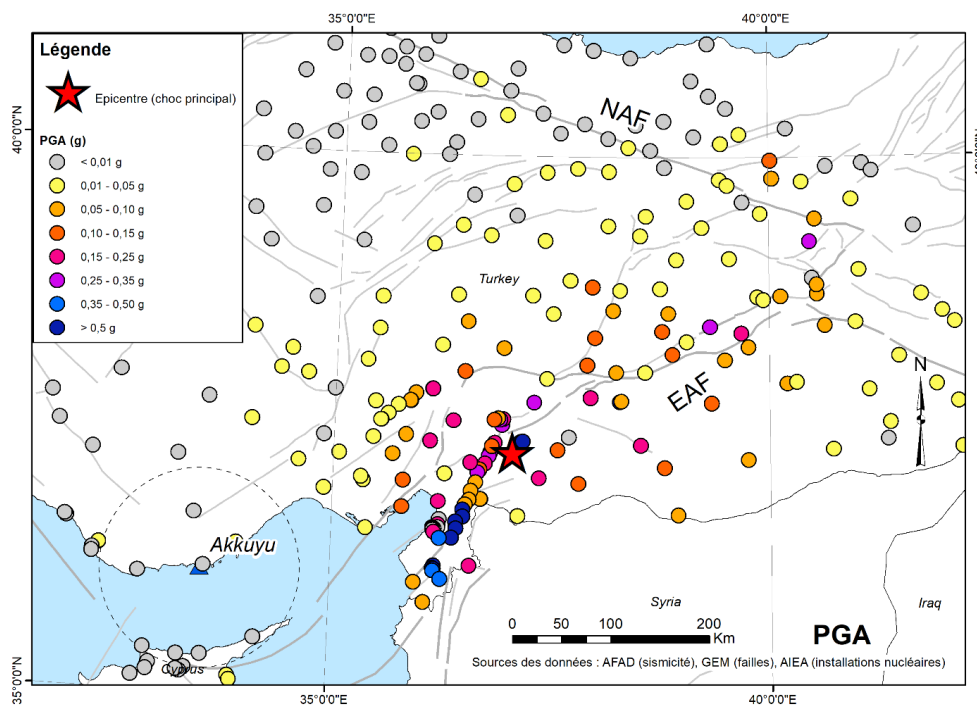 35°0'0"E
40°0'0"E
Légende
Epicentre (choc principal)
PGA (g)
< 0,01 g
0,01 - 0,05 g
0,05 - 0,10 g
0,10 - 0,15 g
0,15 - 0,25 g
0,25 - 0,35 g
0,35 - 0,50 g
> 0,5 g
NAF
40°0'0"N
40°0'0"N
Turkey
EAF
N
Akkuyu
Syria
Iraq
0 50 100 200
Km
PGA
Sources des données : AFAD (sismicité), GEM (failles), AIEA (installations nucléaires)
Cyprus
35°0'0"N
35°0'0"E
40°0'0"E